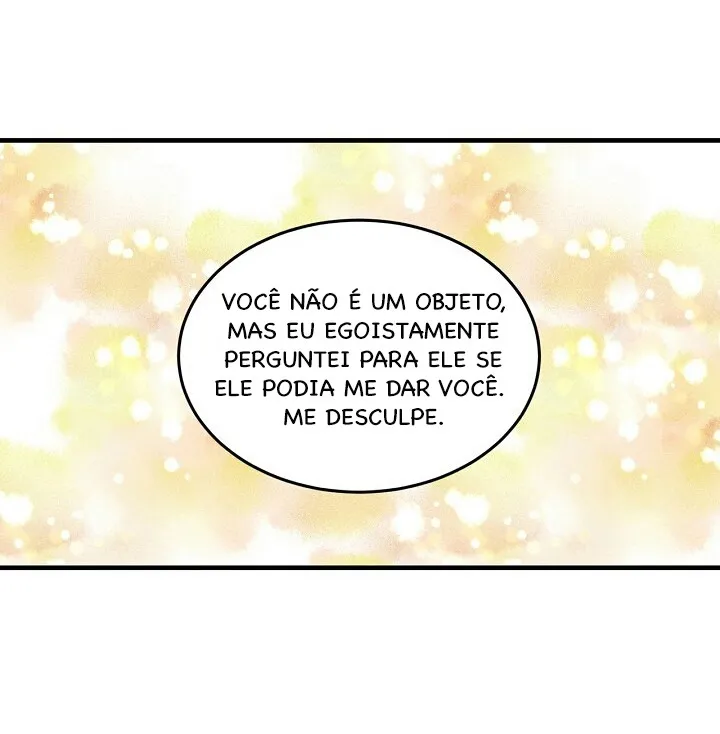 VOCÊ NÃO É UM OBJETO,
MAS EU EGOISTAMENTE
PERGUNTEI PARA ELE SE
ELE PODIA ME DAR VOCÊ.
ME DESCULPE.